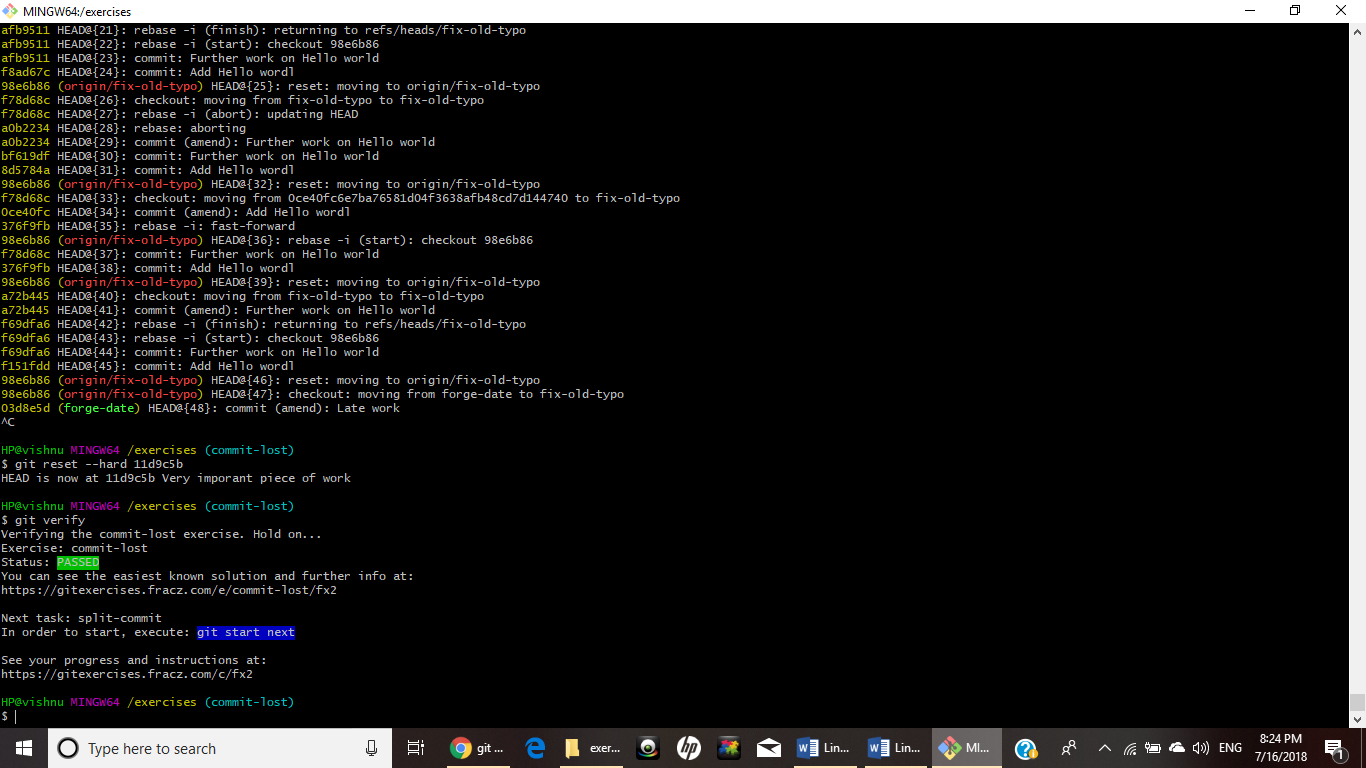 MINGW64:/exercises
afb9511 HEAD@{21}: rebase -i (finish): returning to refs/heads/fix-old-typo
afb9511 HEAD@{22}: rebase -i (start): checkout 98e6b86
afb9511 HEAD@{23}: commit: Further work on Hello world
f8ad67c HEAD@{24}: commit: Add Hello wordl
98e6b86 (origin/fix-old-typo) HEAD@{25}: reset: moving to origin/fix-old-typo
f78d68c HEAD@{26}: checkout: moving from fix-old-typo to fix-old-typo
f78d68c HEAD@{27}: rebase -i (abort): updating HEAD
a0b2234 HEAD@{28}: rebase: aborting
a0b2234 HEAD@{29}: commit (amend): Further work on Hello world
bf619df HEAD@{30}: commit: Further work on Hello world
8d5784a HEAD@{31}: commit: Add Hello wordl
98e6b86 (origin/fix-old-typo) HEAD@{32}: reset: moving to origin/fix-old-typo
f78d68c HEAD@{33}: checkout: moving from 0ce40fc6e7ba76581d04f3638afb48cd7d144740 to fix-old-typo
0ce40fc HEAD@{34}: commit (amend): Add Hello wordl
376f9fb HEAD@{35}: rebase -i: fast-forward
98e6b86 (origin/fix-old-typo) HEAD@{36}: rebase -i (start): checkout 98e6b86
f78d68c HEAD@{37}: commit: Further work on Hello world
376f9fb HEAD@{38}: commit: Add Hello wordl
98e6b86 (origin/fix-old-typo) HEAD@{39}: reset: moving to origin/fix-old-typo
a72b445 HEAD@{40}: checkout: moving from fix-old-typo to fix-old-typo
a72b445 HEAD@{41}: commit (amend): Further work on Hello world
f69dfa6 HEAD@{42}: rebase -i (finish): returning to refs/heads/fix-old-typo
f69dfa6 HEAD@{43}: rebase -i (start): checkout 98e6b86
f69dfa6 HEAD@{44}: commit: Further work on Hello world
f151fdd HEAD@{45}: commit: Add Hello wordl
98e6b86 (origin/fix-old-typo) HEAD@{46}: reset: moving to origin/fix-old-typo
98e6b86 (origin/fix-old-typo) HEAD@{47}: checkout: moving from forge-date to fix-old-typo
03d8e5d (forge-date) HEAD@{48}: commit (amend): Late work
^C
HP@vishnu MINGW64 /exercises (commit-lost)
$ git reset --hard 11d9c5b
HEAD is now at 11d9c5b Very imporant piece of work
HP@vishnu MINGW64 /exercises (commit-lost)
$ git verify
Verifying the commit-lost exercise. Hold on...
Exercise: commit-lost
Status: PASSED
You can see the easiest known solution and further info at:
https://gitexercises.fracz.com/e/commit-lost/fx2
Next task: split-commit
In order to start, execute: git start next
See your progress and instructions at:
https://gitexercises.fracz.com/c/fx2
HP@vishnu MINGW64 /exercises (commit-lost)
$
Type here to search git ... exer... hp Lin... Lin... MI... ENG 8:24 PM
7/16/2018 1